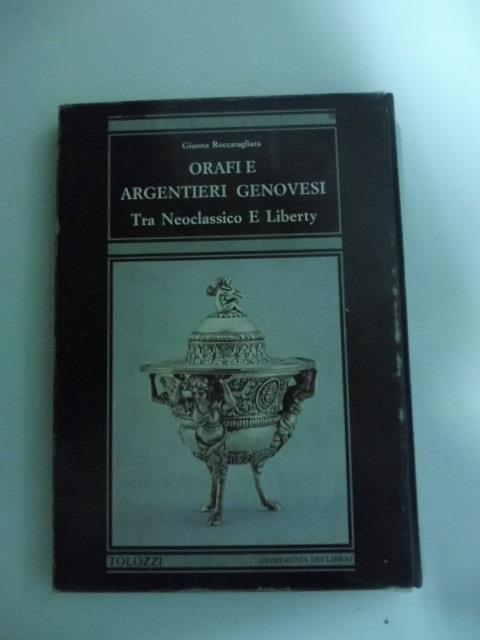 Gianna Roccatagliata
ORAFI E
ARGENTIERI GENOVESI
Tra Neoclassico E Liberty
TOLOZZI COMPAGNIA DEI LIBRAI